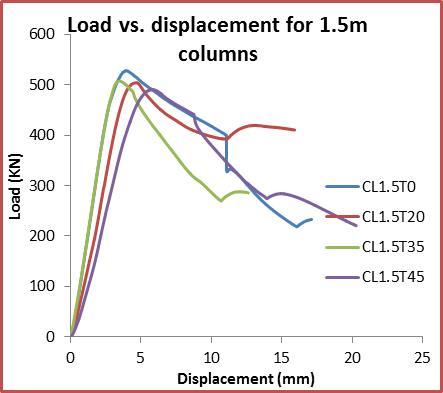 Load vs. displacement for 1.5m
columns
600
500
400
300
200
100
0
Load (KN)
CL1.5T0
CL1.5T20
CL1.5T35
CL1.5T45
0 5 10 15 20 25
Displacement (mm)